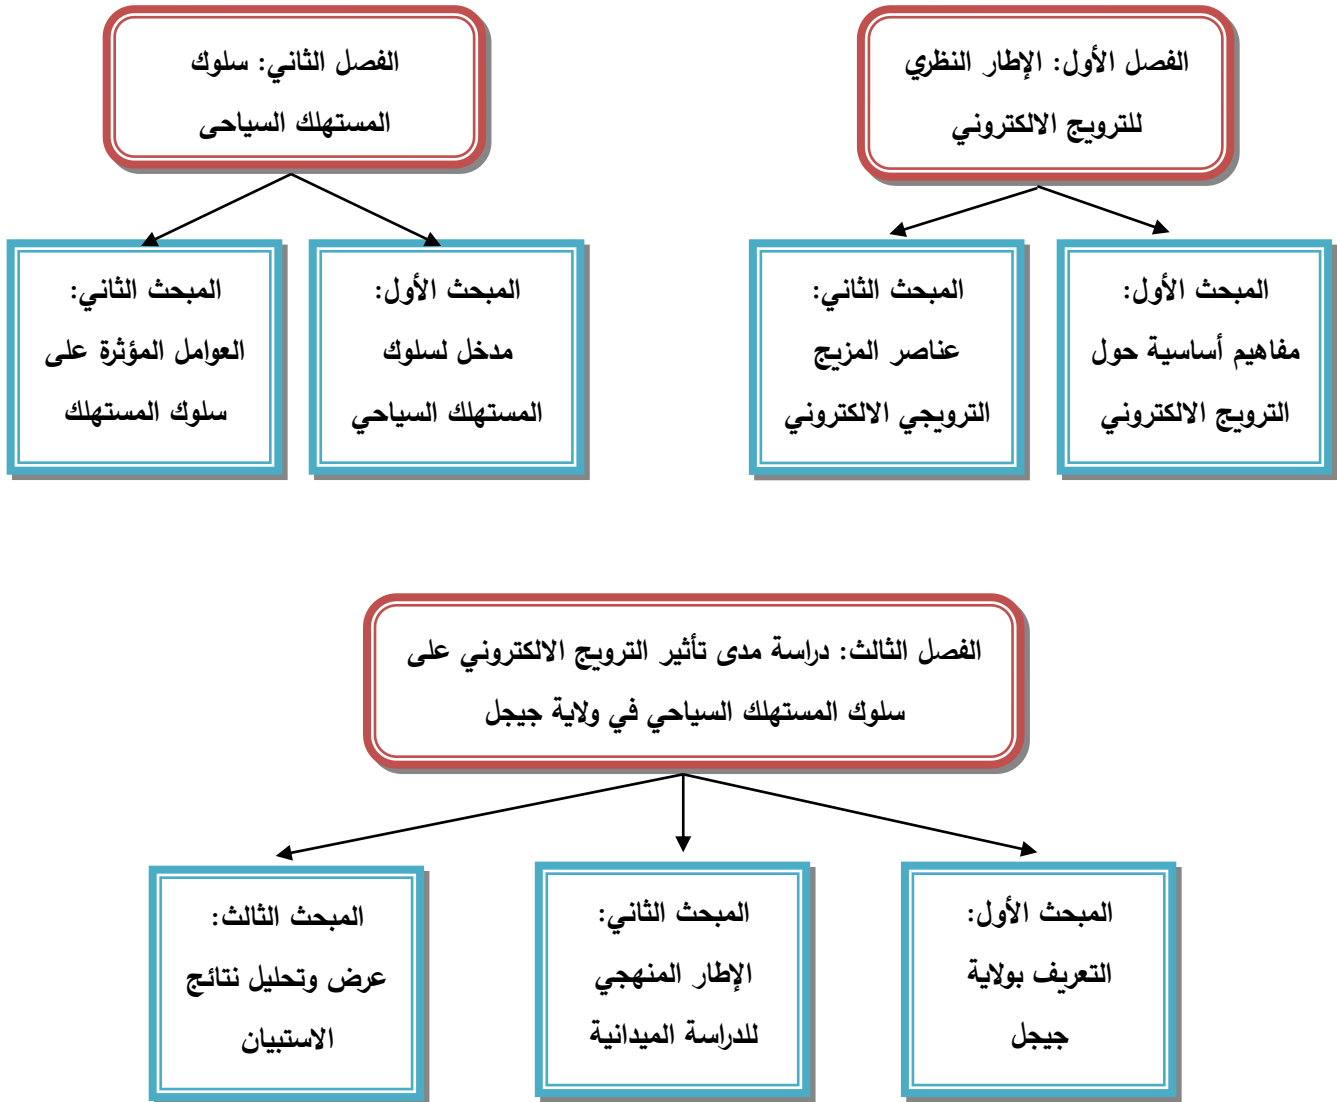 الفصل الأول: الإطار النظري
للترويج الالكتروني
المبحث الأول:
مفاهيم أساسية حول
الترويج الالكتروني
المبحث الثاني:
عناصر المزيج
الترويجي الالكتروني
الفصل الثاني: سلوك
المستهلك السياحي
المبحث الأول:
مدخل لسلوك
المستهلك السياحي
المبحث الثاني:
العوامل المؤثرة على
سلوك المستهلك
الفصل الثالث: دراسة مدى تأثير الترويج الالكتروني على
سلوك المستهلك السياحي في ولاية جيجل
المبحث الأول:
التعريف بولاية
جيجل
المبحث الثاني:
الإطار المنهجي
للدراسة الميدانية
المبحث الثالث:
عرض وتحليل نتائج
الاستبيان